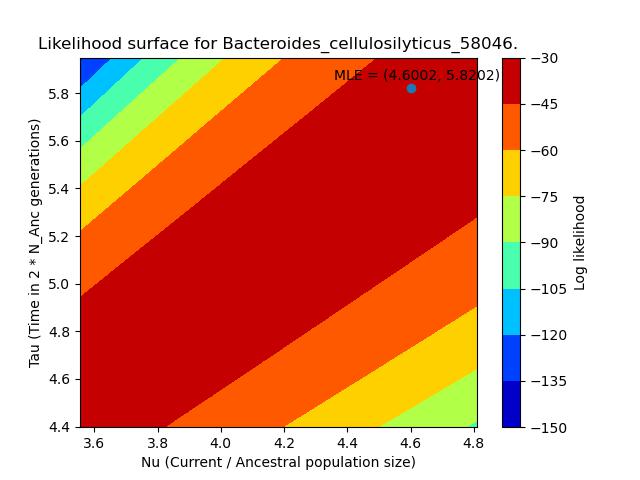 Likelihood surface for Bacteroides_cellulosilyticus_58046.
MLE = (4.6002, 5.8202)
Tau (Time in 2 * N_Anc generations)
5.8
5.6
5.4
5.2
5.0
4.8
4.6
4.4
3.6 3.8 4.0 4.2 4.4 4.6 4.8
Nu (Current / Ancestral population size)
−30
−45
−60
−75
−90
−105
−120
−135
−150
Log likelihood